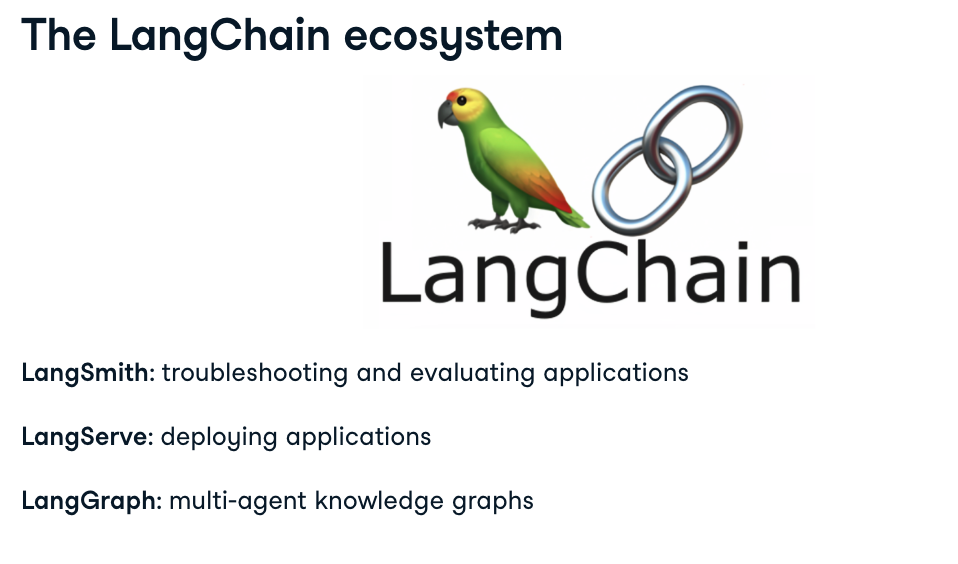 The LangChain ecosystem
LangChain
LangSmith: troubleshooting and evaluating applications
LangServe: deploying applications
LangGraph: multi-agent knowledge graphs